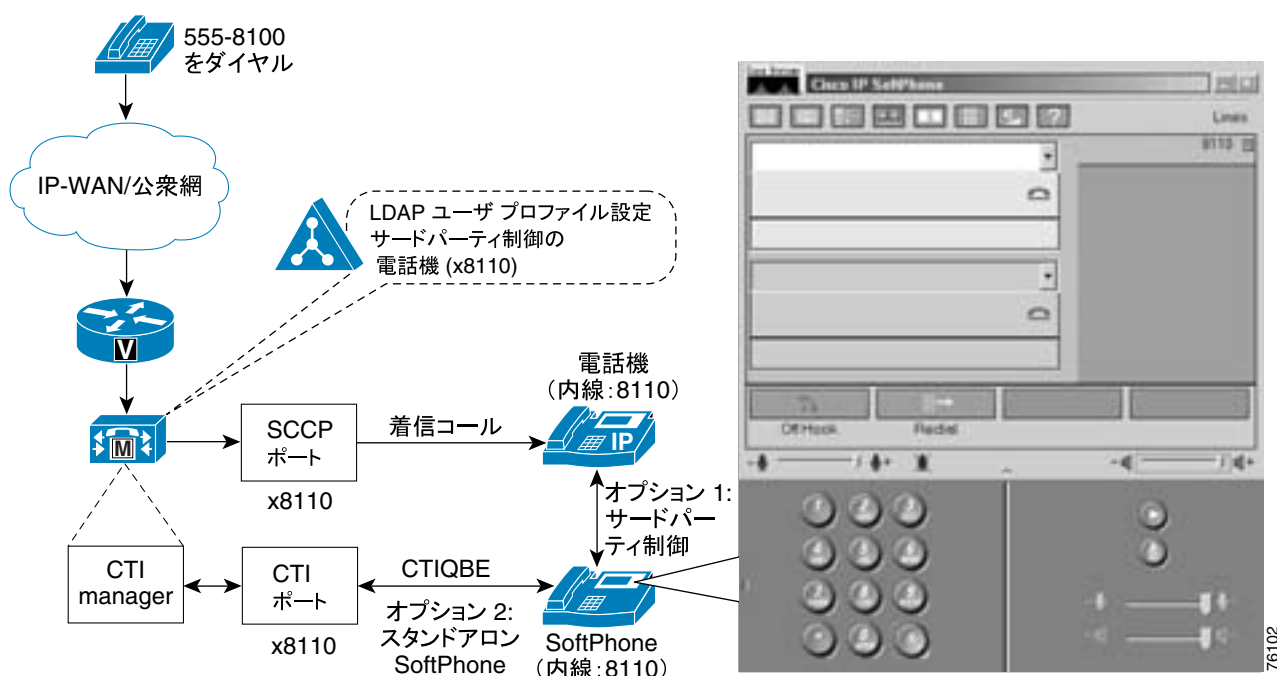 555-8100
をダイヤル
IP-WAN/公衆網
LDAP ユーザ プロファイル設定
サードパーティ制御の
電話機 (x8110)
V
M
SCCP
ポート
x8110
着信コール
電話機
(内線:8110)
IP
オプション 1:
サードパー
ティ制御
CTI
manager
CTI
ポート
x8110
CTIQBE
オプション 2:
スタンドアロン
SoftPhone
SoftPhone
(内線:8110)
Cisco IP SoftPhone
Lines
8110
Off Hook
Redial
76102